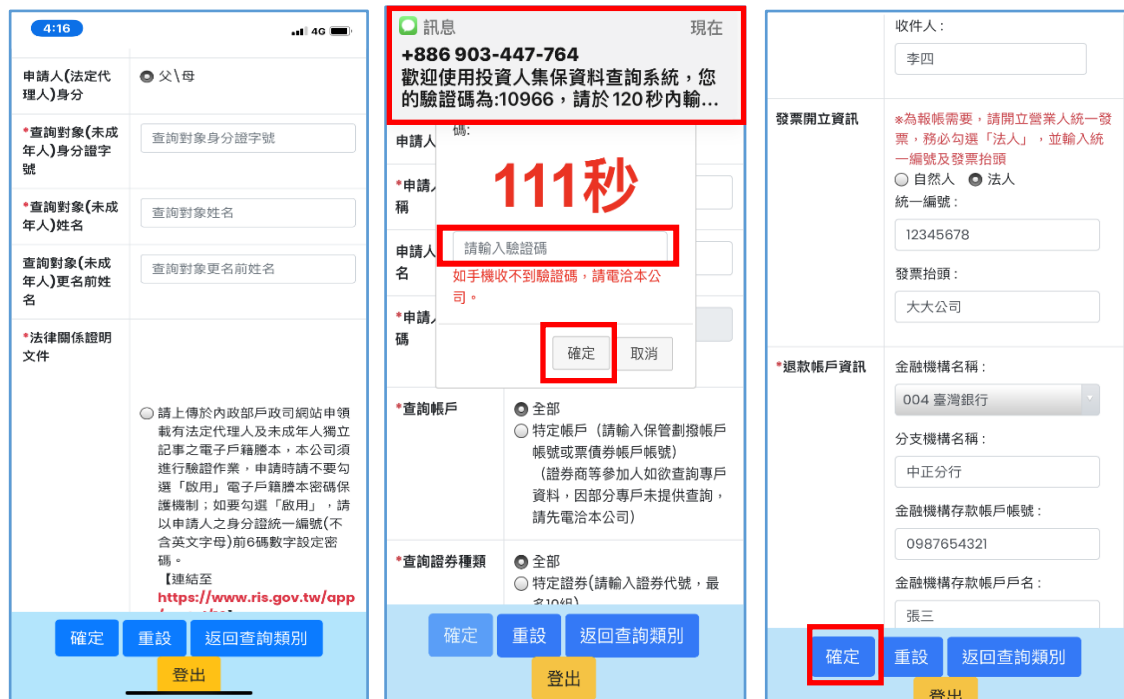 4:16
4G
申請人(法定代
理人)身分
父\母
*查詢對象(未成
年人)身分證字
號
查詢對象身分證字號
*查詢對象(未成
年人)姓名
查詢對象姓名
查詢對象(未成
年人)更名前姓
名
查詢對象更名前姓名
*法律關係證明
文件
請上傳於內政部戶政司網站申領
載有法定代理人及未成年人獨立
記事之電子戶籍謄本，本公司須
進行驗證作業，申請時請不要勾
選「啟用」電子戶籍謄本密碼保
護機制；如要勾選「啟用」，請
以申請人之身分證統一編號(不
含英文字母)前6碼數字設定密
碼。
【連結至
https://www.ris.gov.tw/app
確定
重設
返回查詢類別
登出
訊息
現在
+886 903-447-764
歡迎使用投資人集保資料查詢系統，您
的驗證碼為:10966，請於120秒內輸...
碼:
申請人
111秒
*申請人
稱
請輸入驗證碼
申請人
名
如手機收不到驗證碼，請電洽本公
司。
*申請人
碼
確定
取消
*查詢帳戶
全部
特定帳戶（請輸入保管劃撥帳戶
帳號或票債券帳戶帳號）
（證券商等參加人如欲查詢專戶
資料，因部分專戶未提供查詢，
請先電洽本公司）
*查詢證券種類
全部
特定證券(請輸入證券代號，最
多10組)
確定
重設
返回查詢類別
登出
收件人：
李四
發票開立資訊
※為報帳需要，請開立營業人統一發
票，務必勾選「法人」，並輸入統
一編號及發票抬頭
自然人
法人
統一編號：
12345678
發票抬頭：
大大公司
*退款帳戶資訊
金融機構名稱：
004 臺灣銀行
分支機構名稱：
中正分行
金融機構存款帳戶帳號：
0987654321
金融機構存款帳戶戶名：
張三
確定
重設
返回查詢類別
登出